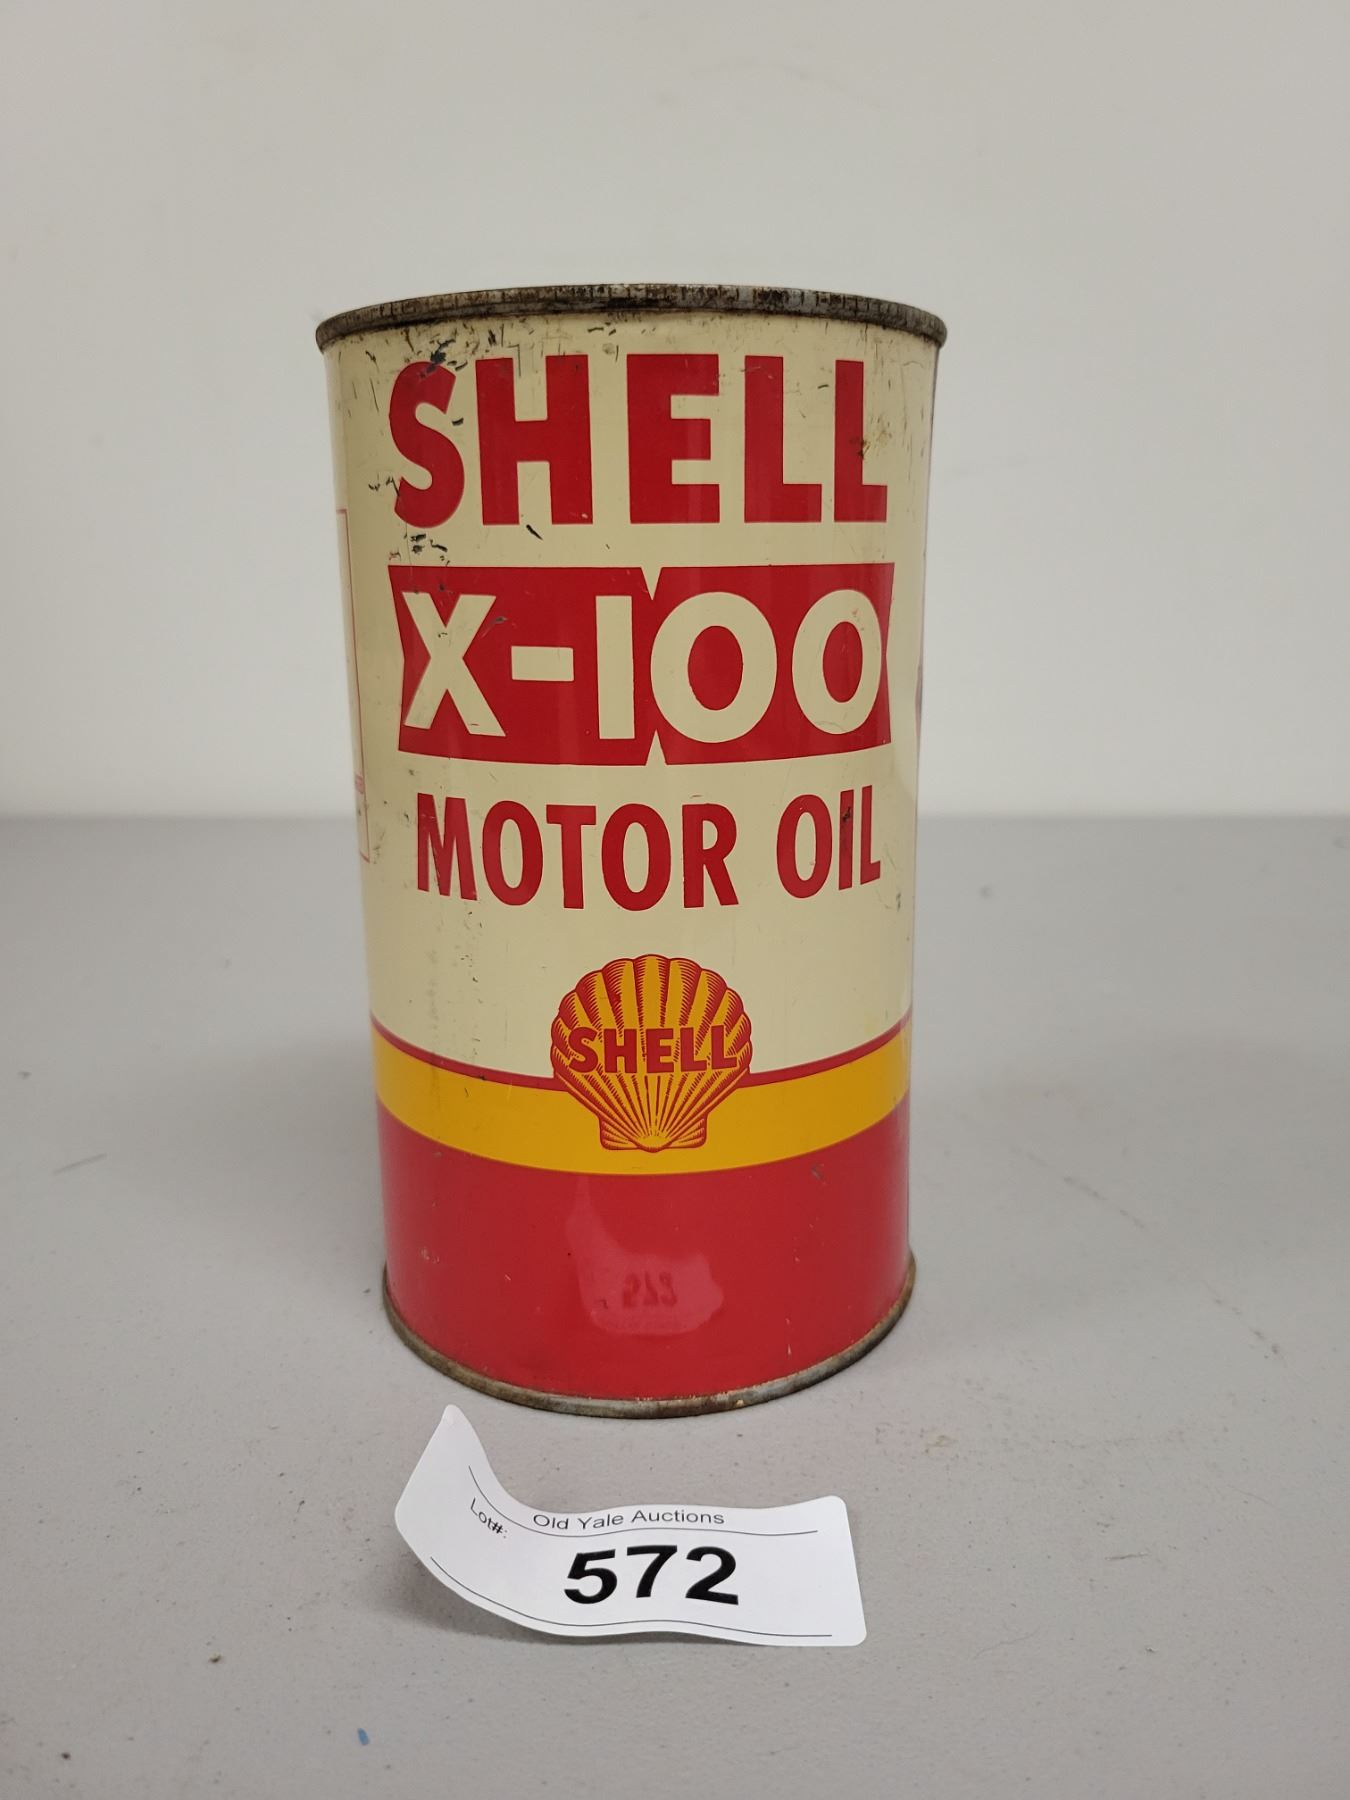 SHELL
X-100
MOTOR OIL
SHELL
Old Yale Auctions
Lot#:
572